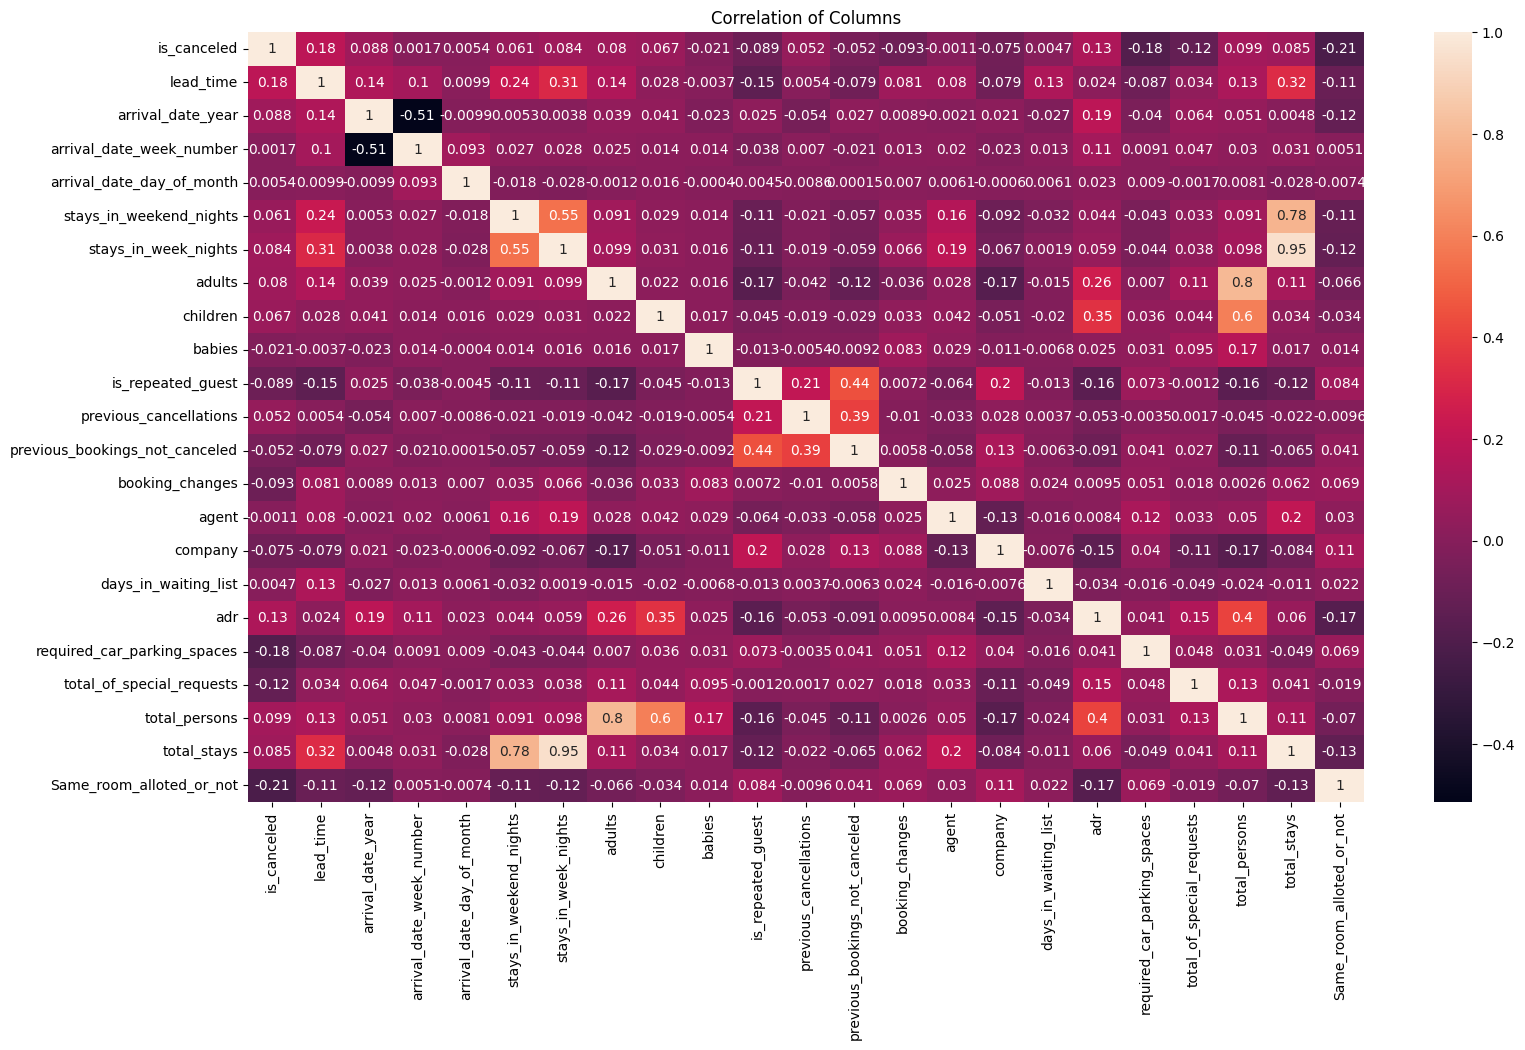 Correlation of Columns
is_canceled 1 0.18 0.088 0.0017 0.0054 0.061 0.084 0.08 0.067 -0.021 -0.089 0.052 -0.052 -0.093 -0.0011 -0.075 0.0047 0.13 -0.18 -0.12 0.099 0.085 -0.21
lead_time 0.18 1 0.14 0.1 0.0099 0.24 0.31 0.14 0.028 -0.0037 -0.15 0.0054 -0.079 0.081 0.08 -0.079 0.13 0.024 -0.087 0.034 0.13 0.32 -0.11
arrival_date_year 0.088 0.14 1 -0.51 -0.0099 0.0053 0.0038 0.039 0.041 -0.023 0.025 -0.054 0.027 0.0089 -0.0021 0.021 -0.027 0.19 -0.04 0.064 0.051 0.0048 -0.12
arrival_date_week_number 0.0017 0.1 -0.51 1 0.093 0.027 0.028 0.025 0.014 0.014 -0.038 0.007 -0.021 0.013 0.02 -0.023 0.013 0.11 0.0091 0.047 0.03 0.031 0.0051
arrival_date_day_of_month 0.0054 0.0099 -0.0099 0.093 1 -0.018 -0.028 -0.0012 0.016 -0.0004 -0.0045 -0.0086 0.00015 0.007 0.0061 -0.0006 0.0061 0.023 0.009 -0.0017 0.0081 -0.028 -0.0074
stays_in_weekend_nights 0.061 0.24 0.0053 0.027 -0.018 1 0.55 0.091 0.029 0.014 -0.11 -0.021 -0.057 0.035 0.16 -0.092 -0.032 0.044 -0.043 0.033 0.091 0.78 -0.11
stays_in_week_nights 0.084 0.31 0.0038 0.028 -0.028 0.55 1 0.099 0.031 0.016 -0.11 -0.019 -0.059 0.066 0.19 -0.067 0.0019 0.059 -0.044 0.038 0.098 0.95 -0.12
adults 0.08 0.14 0.039 0.025 -0.0012 0.091 0.099 1 0.022 0.016 -0.17 -0.042 -0.12 -0.036 0.028 -0.17 -0.015 0.26 0.007 0.11 0.8 0.11 -0.066
children 0.067 0.028 0.041 0.014 0.016 0.029 0.031 0.022 1 0.017 -0.045 -0.019 -0.029 0.033 0.042 -0.051 -0.02 0.35 0.036 0.044 0.6 0.034 -0.034
babies -0.021 -0.0037 -0.023 0.014 -0.0004 0.014 0.016 0.016 0.017 1 -0.013 -0.0054 -0.0092 0.083 0.029 -0.011 -0.0068 0.025 0.031 0.095 0.17 0.017 0.014
is_repeated_guest -0.089 -0.15 0.025 -0.038 -0.0045 -0.11 -0.11 -0.17 -0.045 -0.013 1 0.21 0.44 0.0072 -0.064 0.2 -0.013 -0.16 0.073 -0.0012 -0.16 -0.12 0.084
previous_cancellations 0.052 0.0054 -0.054 0.007 -0.0086 -0.021 -0.019 -0.042 -0.019 -0.0054 0.21 1 0.39 -0.01 -0.033 0.028 0.0037 -0.053 -0.0035 0.0017 -0.045 -0.022 -0.0096
previous_bookings_not_canceled -0.052 -0.079 0.027 -0.021 0.00015 -0.057 -0.059 -0.12 -0.029 -0.0092 0.44 0.39 1 0.0058 -0.058 0.13 -0.0063 -0.091 0.041 0.027 -0.11 -0.065 0.041
booking_changes -0.093 0.081 0.0089 0.013 0.007 0.035 0.066 -0.036 0.033 0.083 0.0072 -0.01 0.0058 1 0.025 0.088 0.024 0.0095 0.051 0.018 0.0026 0.062 0.069
agent -0.0011 0.08 -0.0021 0.02 0.0061 0.16 0.19 0.028 0.042 0.029 -0.064 -0.033 -0.058 0.025 1 -0.13 -0.016 0.0084 0.12 0.033 0.05 0.2 0.03
company -0.075 -0.079 0.021 -0.023 -0.0006 -0.092 -0.067 -0.17 -0.051 -0.011 0.2 0.028 0.13 0.088 -0.13 1 -0.0076 -0.15 0.04 -0.11 -0.17 -0.084 0.11
days_in_waiting_list 0.0047 0.13 -0.027 0.013 0.0061 -0.032 0.0019 -0.015 -0.02 -0.0068 -0.013 0.0037 -0.0063 0.024 -0.016 -0.0076 1 -0.034 -0.016 -0.049 -0.024 -0.011 0.022
adr 0.13 0.024 0.19 0.11 0.023 0.044 0.059 0.26 0.35 0.025 -0.16 -0.053 -0.091 0.0095 0.0084 -0.15 -0.034 1 0.041 0.15 0.4 0.06 -0.17
required_car_parking_spaces -0.18 -0.087 -0.04 0.0091 0.009 -0.043 -0.044 0.007 0.036 0.031 0.073 -0.0035 0.041 0.051 0.12 0.04 -0.016 0.041 1 0.048 0.031 -0.049 0.069
total_of_special_requests -0.12 0.034 0.064 0.047 -0.0017 0.033 0.038 0.11 0.044 0.095 -0.0012 0.0017 0.027 0.018 0.033 -0.11 -0.049 0.15 0.048 1 0.13 0.041 -0.019
total_persons 0.099 0.13 0.051 0.03 0.0081 0.091 0.098 0.8 0.6 0.17 -0.16 -0.045 -0.11 0.0026 0.05 -0.17 -0.024 0.4 0.031 0.13 1 0.11 -0.07
total_stays 0.085 0.32 0.0048 0.031 -0.028 0.78 0.95 0.11 0.034 0.017 -0.12 -0.022 -0.065 0.062 0.2 -0.084 -0.011 0.06 -0.049 0.041 0.11 1 -0.13
Same_room_alloted_or_not -0.21 -0.11 -0.12 0.0051 -0.0074 -0.11 -0.12 -0.066 -0.034 0.014 0.084 -0.0096 0.041 0.069 0.03 0.11 0.022 -0.17 0.069 -0.019 -0.07 -0.13 1
is_canceled
lead_time
arrival_date_year
arrival_date_week_number
arrival_date_day_of_month
stays_in_weekend_nights
stays_in_week_nights
adults
children
babies
is_repeated_guest
previous_cancellations
previous_bookings_not_canceled
booking_changes
agent
company
days_in_waiting_list
adr
required_car_parking_spaces
total_of_special_requests
total_persons
total_stays
Same_room_alloted_or_not
1.0
0.8
0.6
0.4
0.2
0.0
−0.2
−0.4